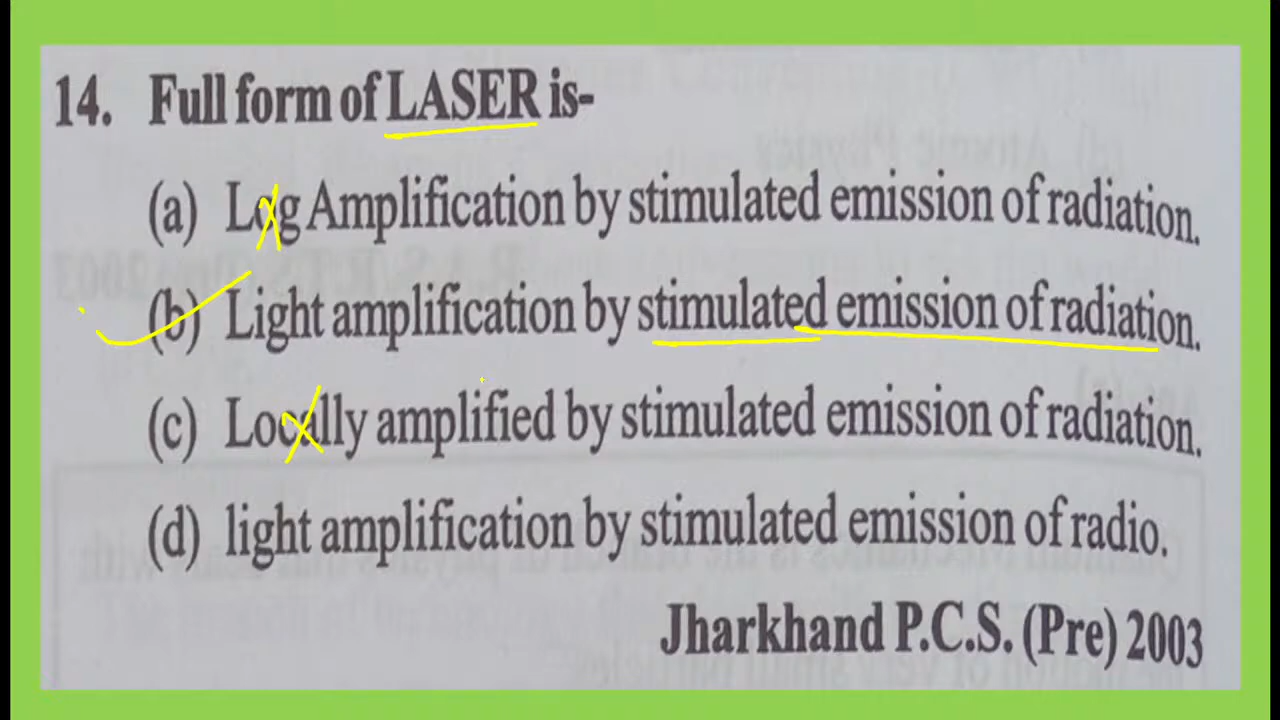 14. Full form of LASER is-
(a) Log Amplification by stimulated emission of radiation.
(b) Light amplification by stimulated emission of radiation.
(c) Locally amplified by stimulated emission of radiation.
(d) light amplification by stimulated emission of radio.
Jharkhand P.C.S. (Pre) 2003